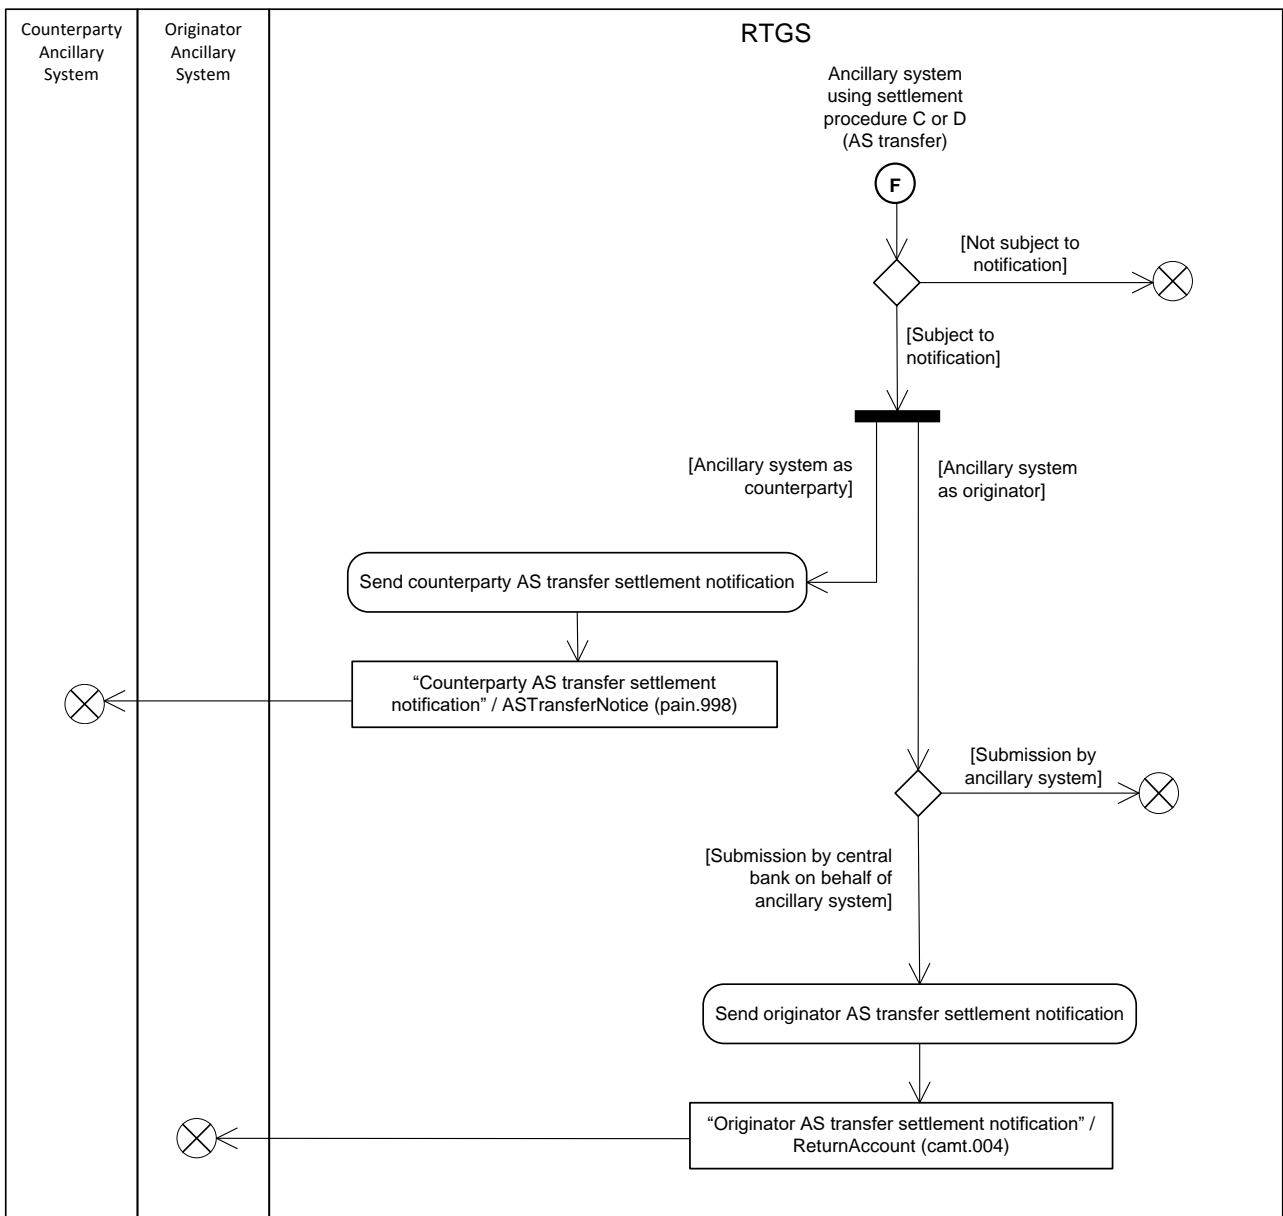 Counterparty
Ancillary
System
Originator
Ancillary
System
RTGS
Ancillary system
using settlement
procedure C or D
(AS transfer)
F
[Not subject to
notification]
[Subject to
notification]
[Ancillary system as
counterparty]
[Ancillary system
as originator]
Send counterparty AS transfer settlement notification
“Counterparty AS transfer settlement
notification” / ASTransferNotice (pain.998)
[Submission by
ancillary system]
[Submission by central
bank on behalf of
ancillary system]
Send originator AS transfer settlement notification
“Originator AS transfer settlement notification” /
ReturnAccount (camt.004)